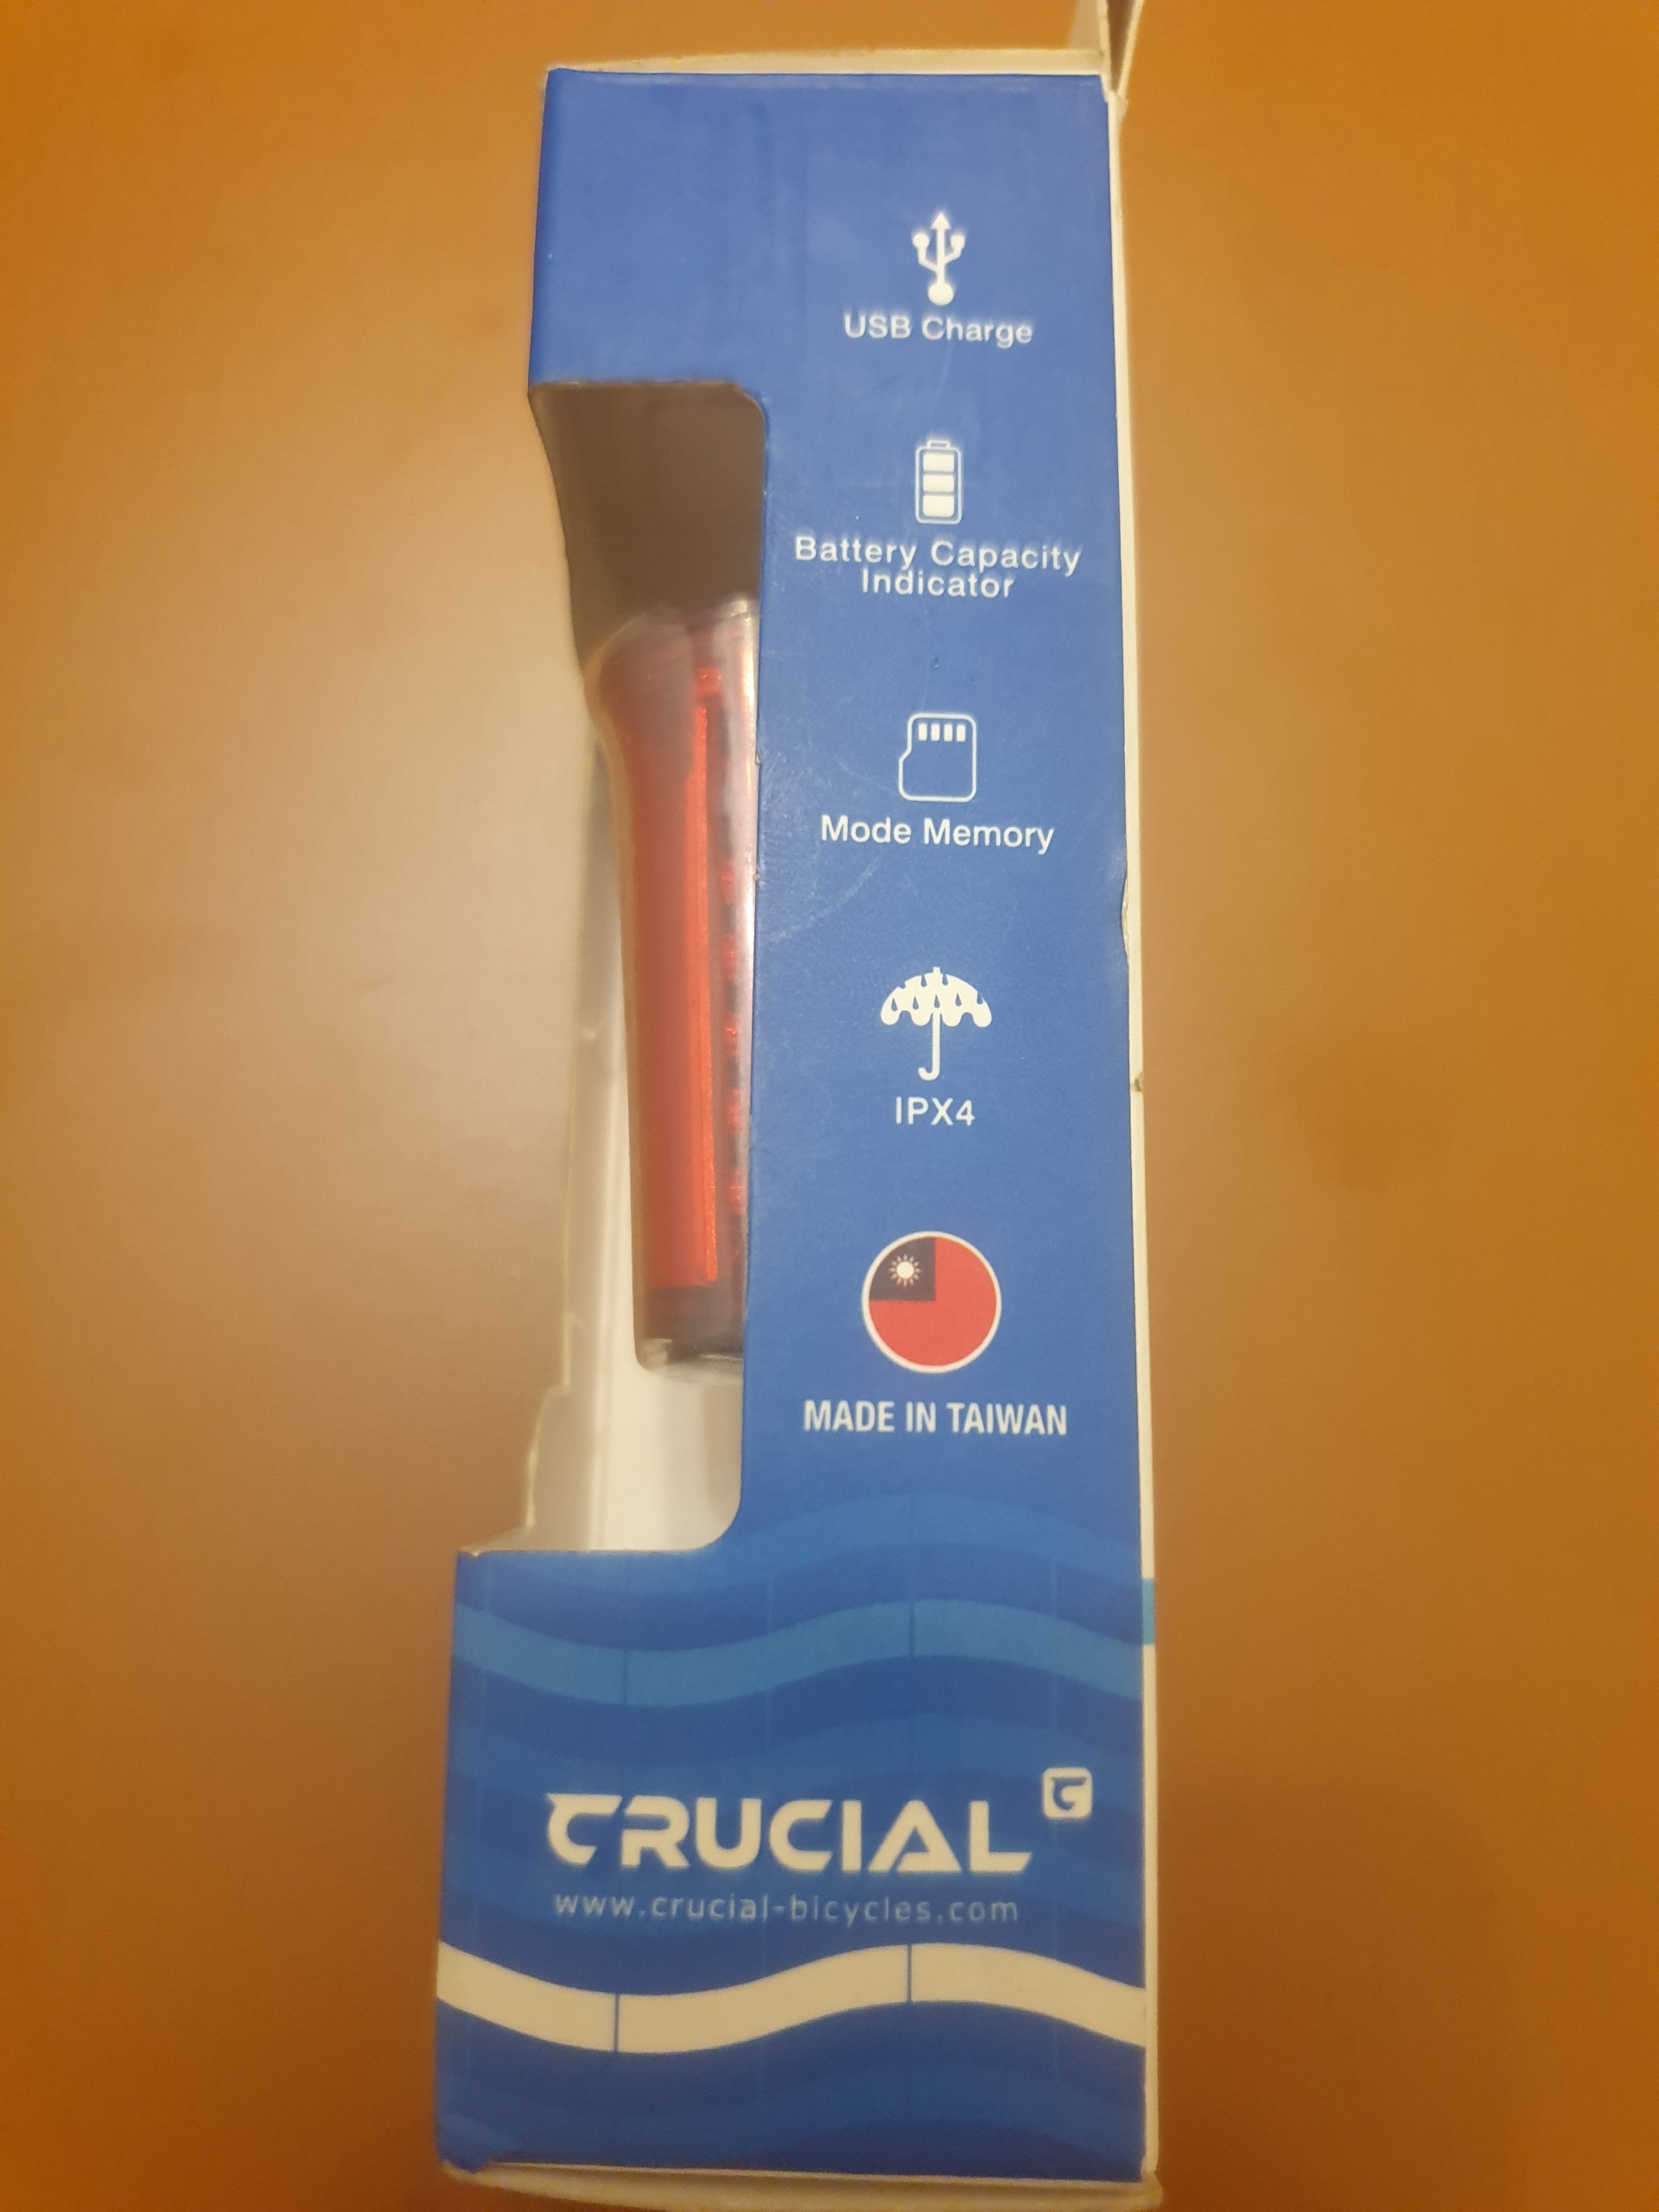 USB Charge
Battery Capacity
Indicator
Mode Memory
IPX4
MADE IN TAIWAN
CRUCIAL
www.crucial-bicycles.com